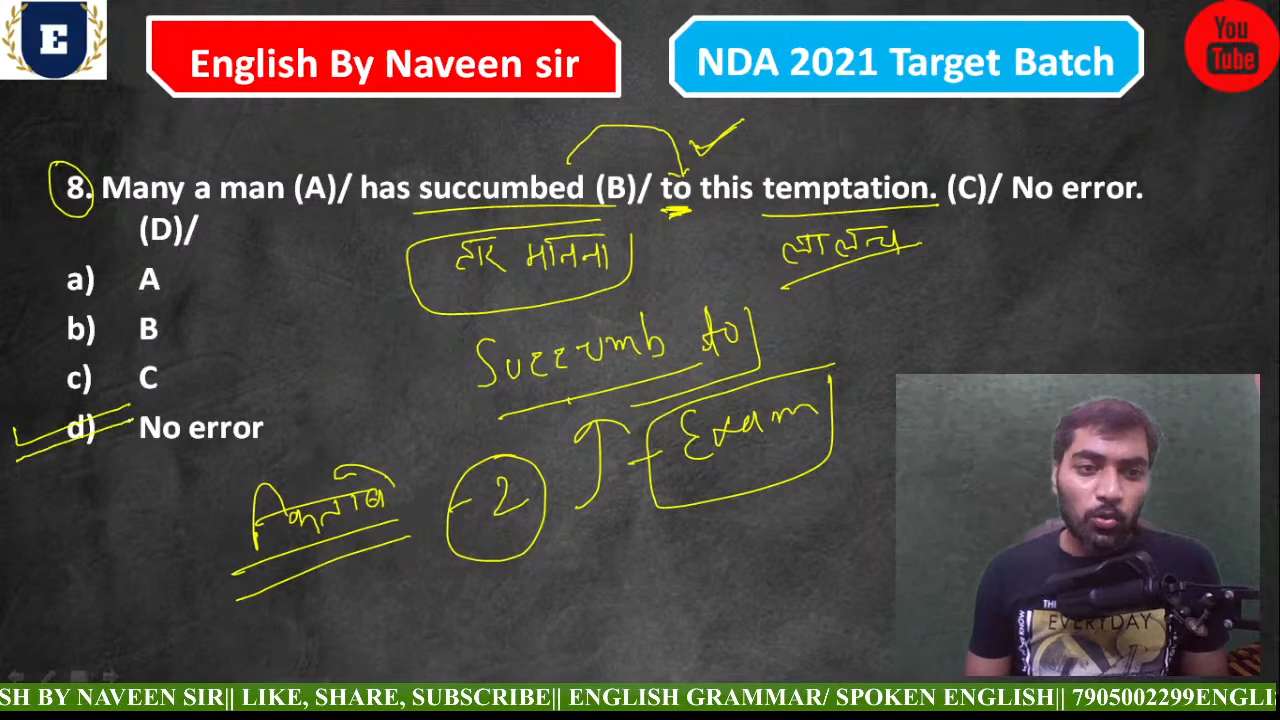 E
English By Naveen sir
NDA 2021 Target Batch
You
Tube
8. Many a man (A)/ has succumbed (B)/ to this temptation. (C)/ No error.
(D)/
हार मानना
लालच
a) A
b) B
c) C
d) No error
Succumb to
Exam
- 2
EVERYDAY
SH BY NAVEEN SIR|| LIKE, SHARE, SUBSCRIBE|| ENGLISH GRAMMAR/ SPOKEN ENGLISH|| 7905002299ENGLI